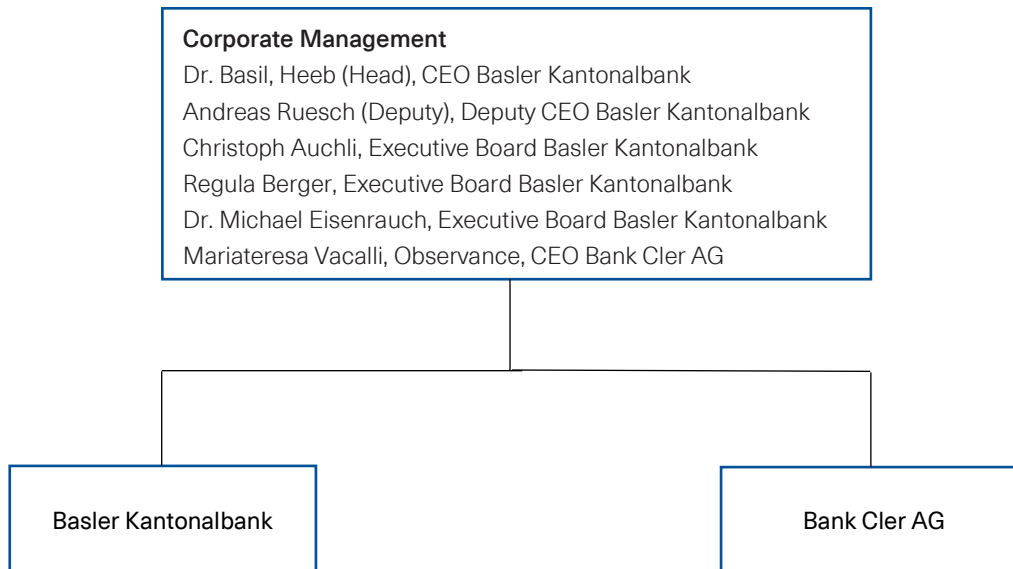 Corporate Management
Dr. Basil, Heeb (Head), CEO Basler Kantonalbank
Andreas Ruesch (Deputy), Deputy CEO Basler Kantonalbank
Christoph Auchli, Executive Board Basler Kantonalbank
Regula Berger, Executive Board Basler Kantonalbank
Dr. Michael Eisenrauch, Executive Board Basler Kantonalbank
Mariateresa Vacalli, Observance, CEO Bank Cler AG
Basler Kantonalbank
Bank Cler AG